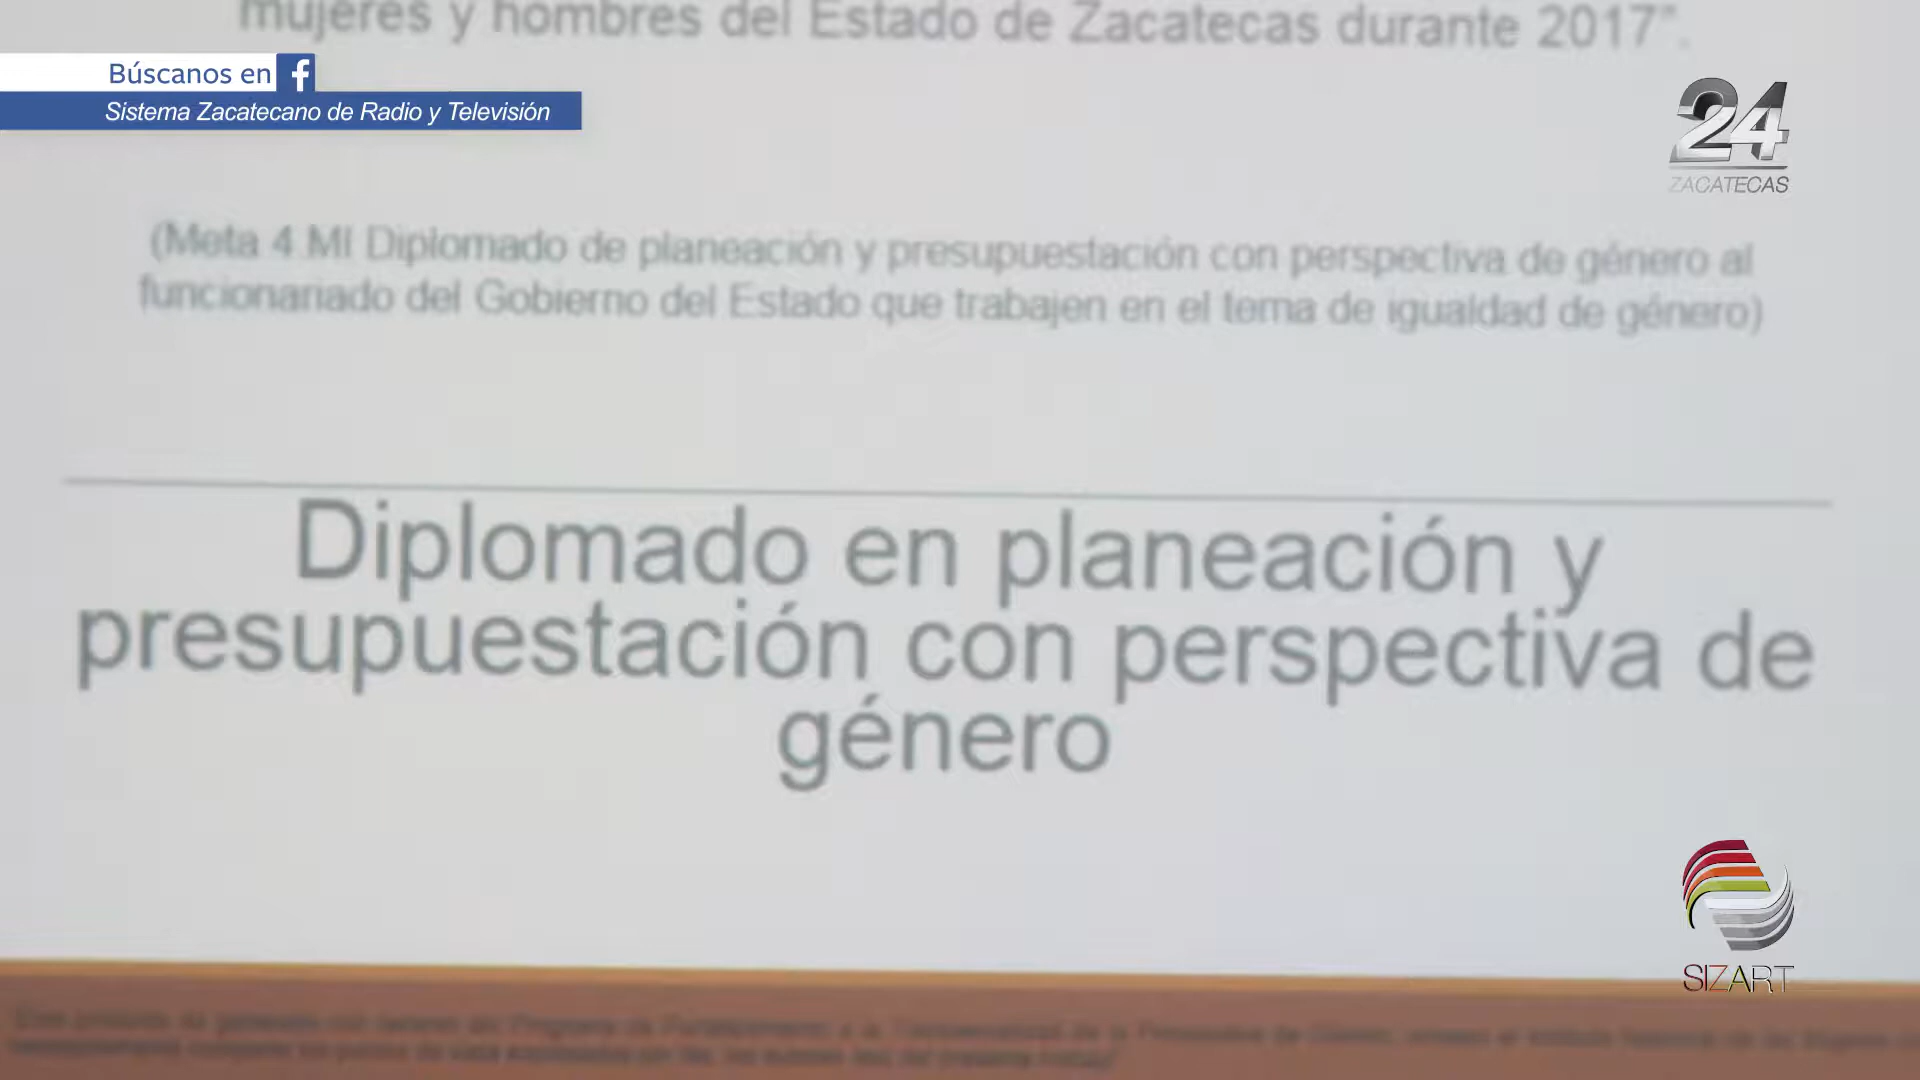 mujeres y hombres del Estado de Zacatecas durante 2017".
Búscanos en f
Sistema Zacatecano de Radio y Televisión
24
ZACATECAS
(Meta 4.MI Diplomado de planeación y presupuestación con perspectiva de género al
funcionariado del Gobierno del Estado que trabajen en el tema de igualdad de género)
Diplomado en planeación y
presupuestación con perspectiva de
género
SIZART